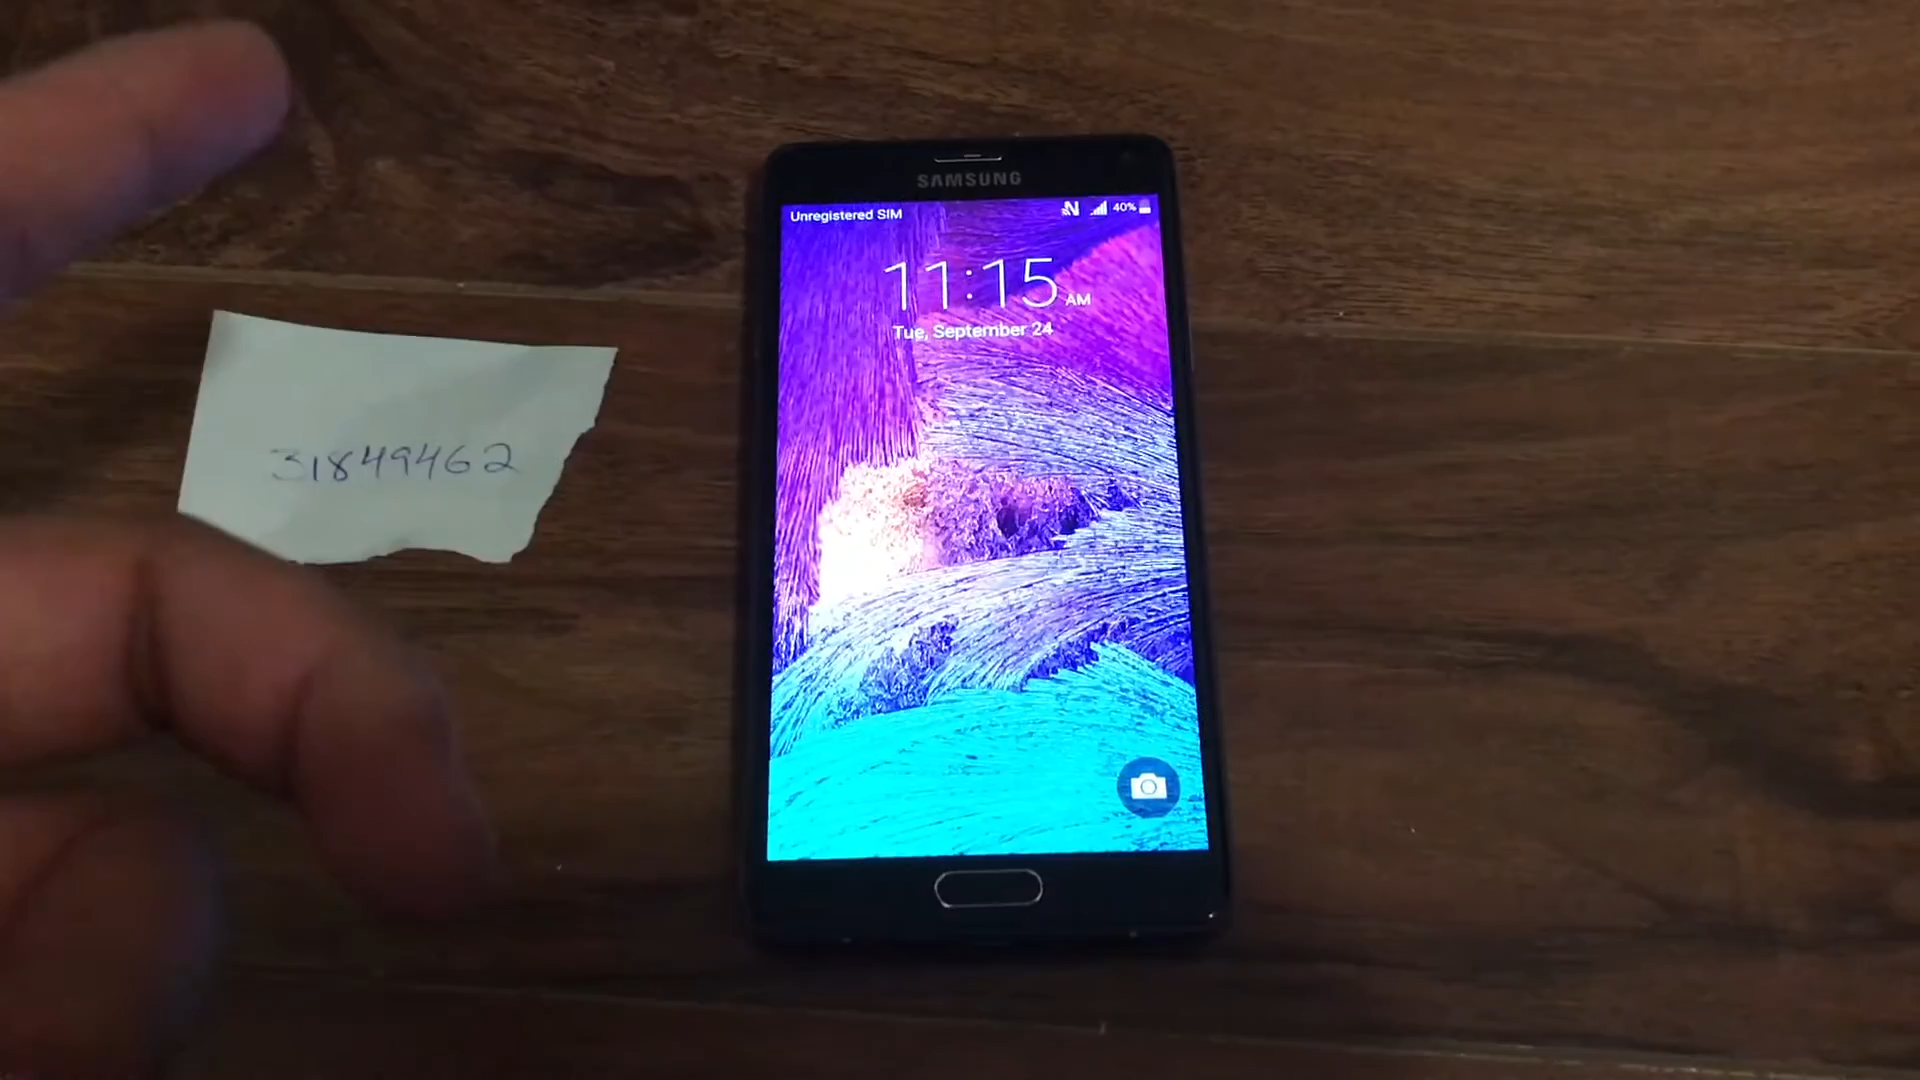 SAMSUNG
Unregistered SIM 40%
11:15 AM
Tue, September 24
31849462